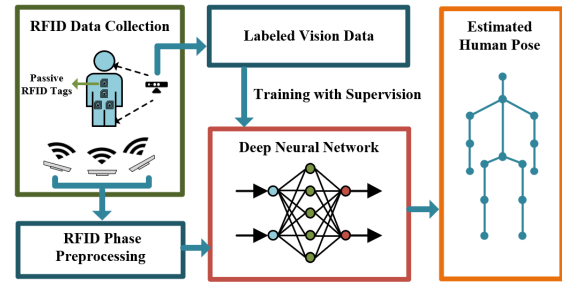 RFID Data Collection
Passive
RFID Tags
Labeled Vision Data
Training with Supervision
Deep Neural Network
RFID Phase
Preprocessing
Estimated
Human Pose